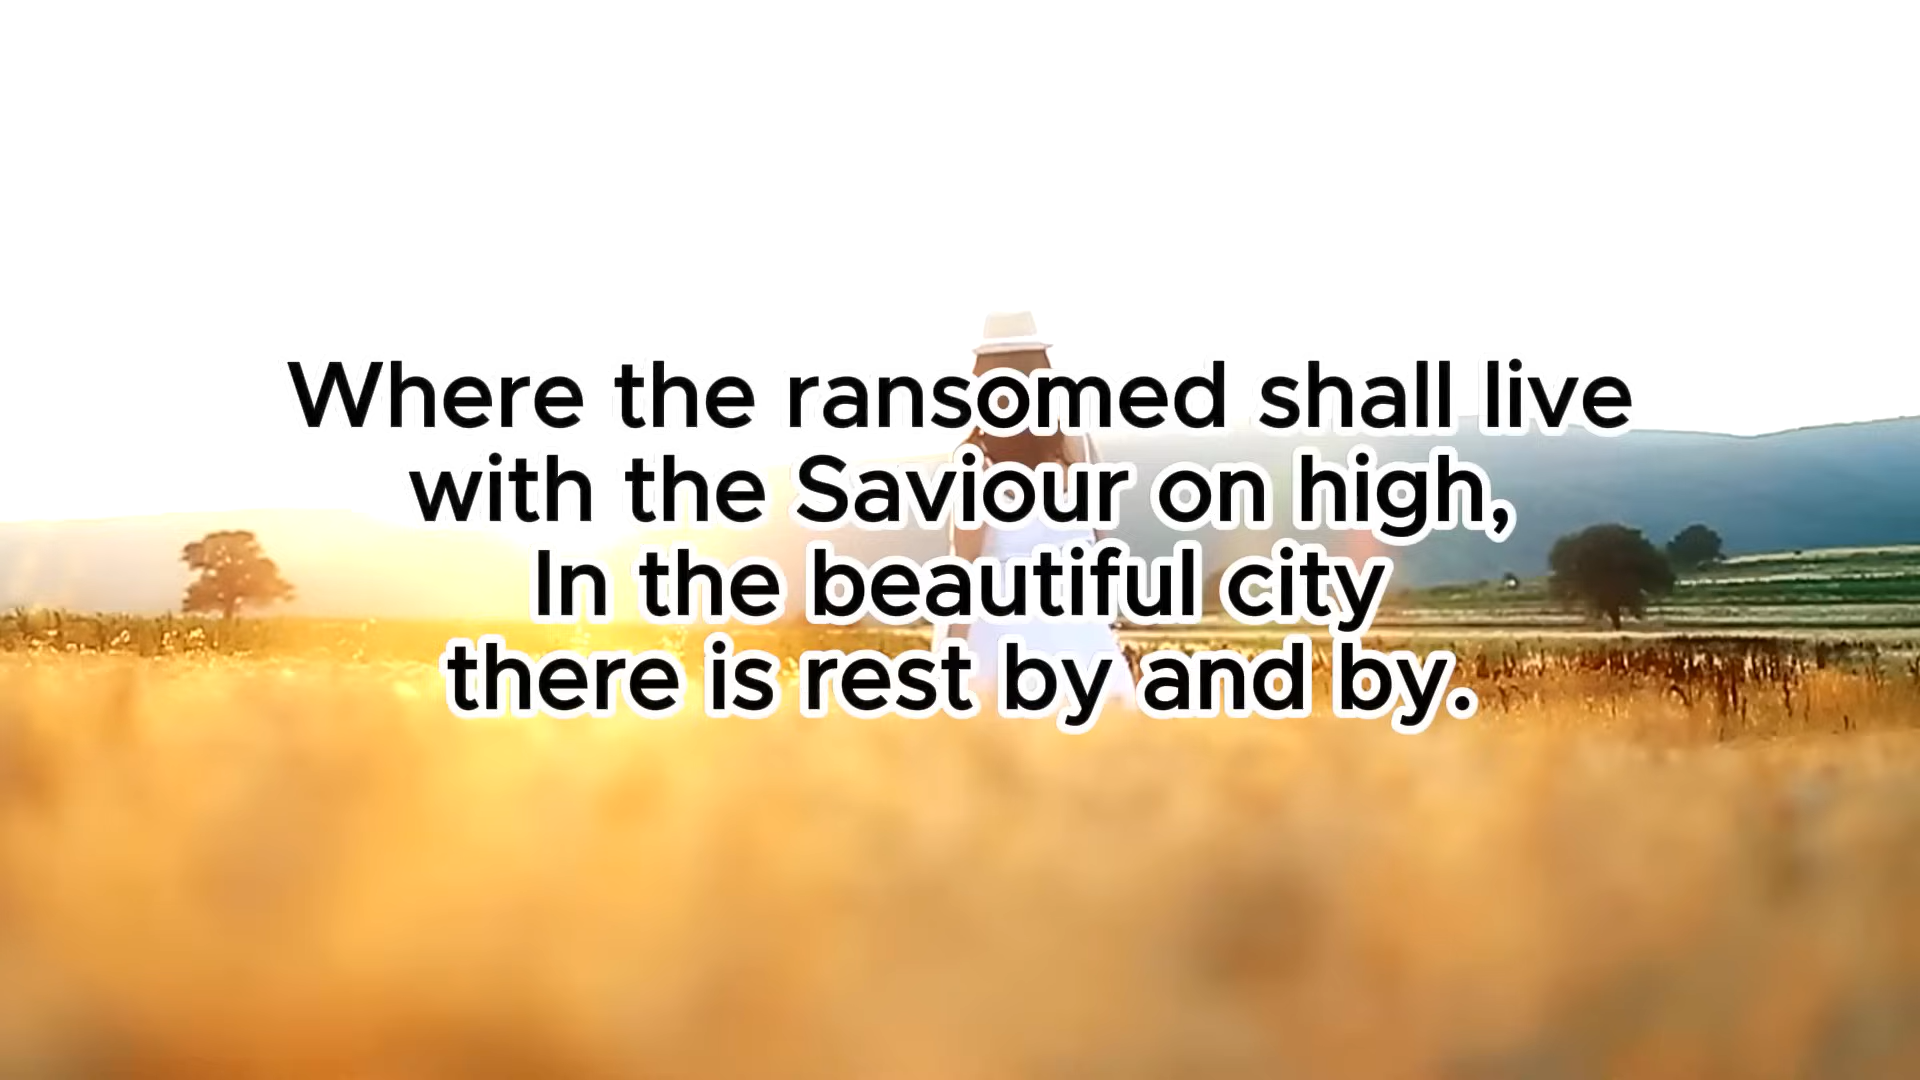 Where the ransomed shall live
with the Saviour on high,
In the beautiful city
there is rest by and by.